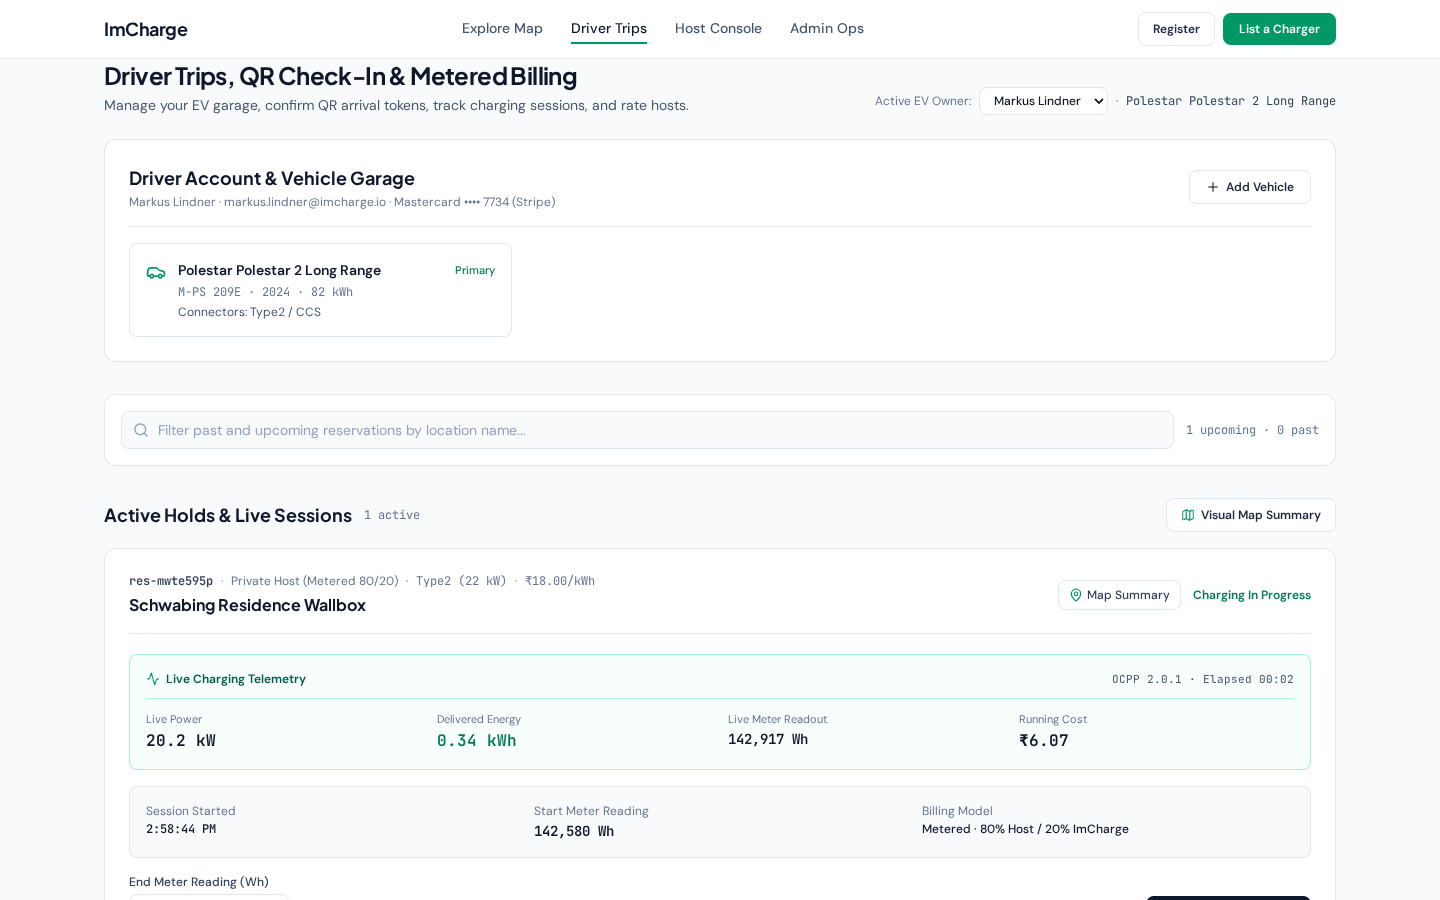 ImCharge
Explore Map
Driver Trips
Host Console
Admin Ops
Register
List a Charger
Driver Trips, QR Check-In & Metered Billing
Manage your EV garage, confirm QR arrival tokens, track charging sessions, and rate hosts.
Active EV Owner:
Markus Lindner
· Polestar Polestar 2 Long Range
Driver Account & Vehicle Garage
Markus Lindner · markus.lindner@imcharge.io · Mastercard •••• 7734 (Stripe)
Add Vehicle
Polestar Polestar 2 Long Range
Primary
M-PS 209E · 2024 · 82 kWh
Connectors: Type2 / CCS
Filter past and upcoming reservations by location name...
1 upcoming · 0 past
Active Holds & Live Sessions
1 active
Visual Map Summary
res-mwte595p · Private Host (Metered 80/20) · Type2 (22 kW) · ₹18.00/kWh
Schwabing Residence Wallbox
Map Summary
Charging In Progress
Live Charging Telemetry
OCPP 2.0.1 · Elapsed 00:02
Live Power
20.2 kW
Delivered Energy
0.34 kWh
Live Meter Readout
142,917 Wh
Running Cost
₹6.07
Session Started
2:58:44 PM
Start Meter Reading
142,580 Wh
Billing Model
Metered · 80% Host / 20% ImCharge
End Meter Reading (Wh)